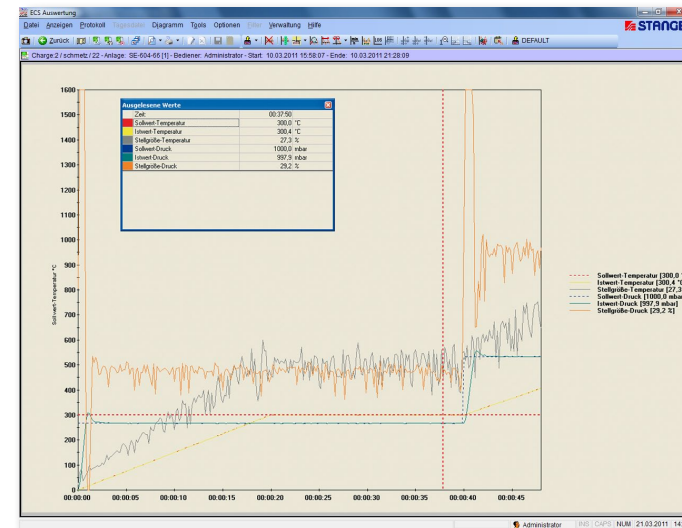 ECS Auswertung
Datei Anzeigen Protokoll Tagesdatei Diagramm Tools Optionen Filter Verwaltung Hilfe
STANGE
Zurück DEFAULT
Charge:2 / schmetz / 22 - Anlage: SE-604-66 [1] - Bediener: Administrator - Start: 10.03.2011 15:58:07 - Ende: 10.03.2011 21:28:09
Ausgelesene Werte
Zeit: 00:37:50
Sollwert-Temperatur 300,0 °C
Istwert-Temperatur 300,4 °C
Stellgröße-Temperatur 27,3 %
Sollwert-Druck 1000,0 mbar
Istwert-Druck 997,9 mbar
Stellgröße-Druck 29,2 %
Sollwert-Temperatur °C
1600
1500
1400
1300
1200
1100
1000
900
800
700
600
500
400
300
200
100
0
00:00:00 00:00:05 00:00:10 00:00:15 00:00:20 00:00:25 00:00:30 00:00:35 00:00:40 00:00:45
Sollwert-Temperatur [300,0 °
Istwert-Temperatur [300,4 °C
Stellgröße-Temperatur [27,3
Sollwert-Druck [1000,0 mbar
Istwert-Druck [997,9 mbar]
Stellgröße-Druck [29,2 %]
Administrator INS CAPS NUM 21.03.2011 14